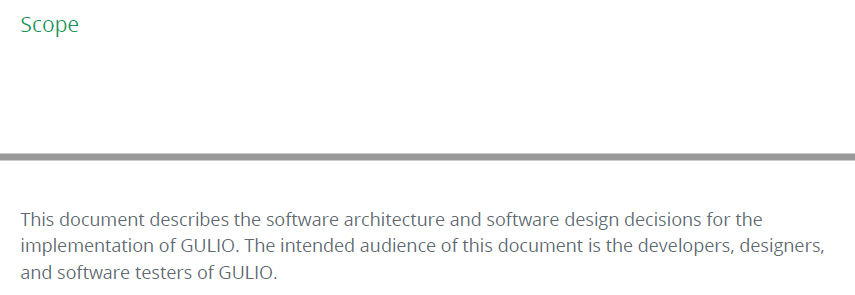 Scope
This document describes the software architecture and software design decisions for the
implementation of GULIO. The intended audience of this document is the developers, designers,
and software testers of GULIO.